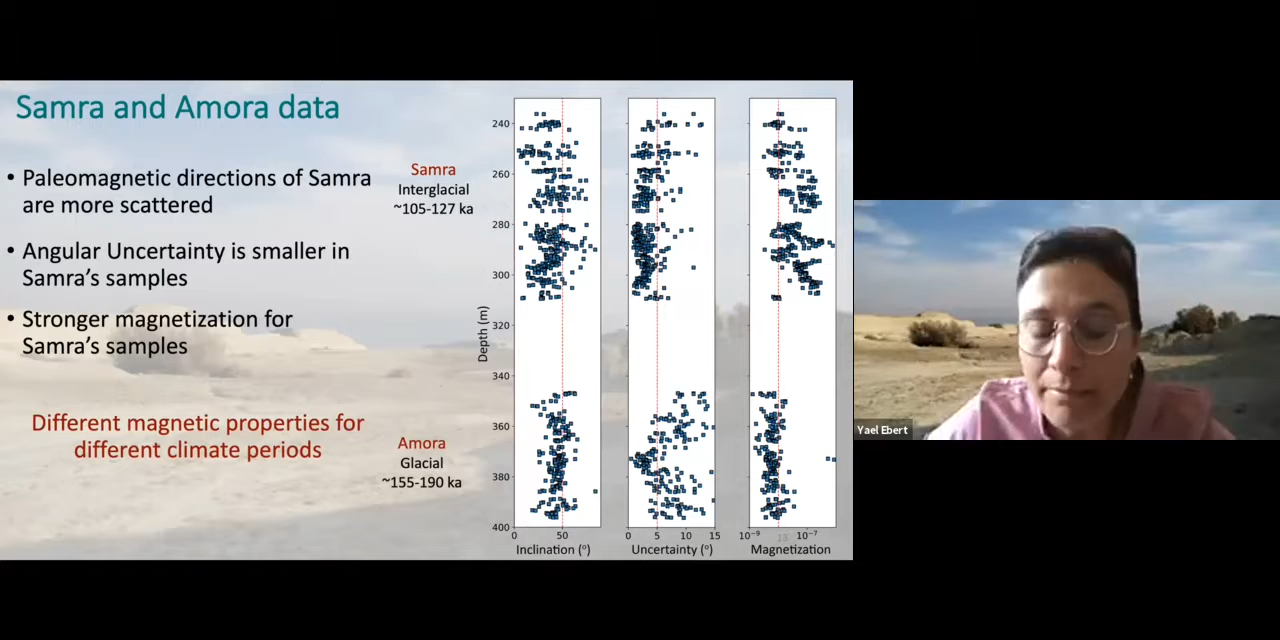 Samra and Amora data
• Paleomagnetic directions of Samra
are more scattered
• Angular Uncertainty is smaller in
Samra's samples
• Stronger magnetization for
Samra's samples
Different magnetic properties for
different climate periods
Samra
Interglacial
~105-127 ka
Amora
Glacial
~155-190 ka
Depth (m)
240
260
280
300
320
340
360
380
400
0 50
Inclination (°)
0 5 10 15
Uncertainty (°)
10⁻⁹ 10⁻⁷
13
Magnetization
Yael Ebert